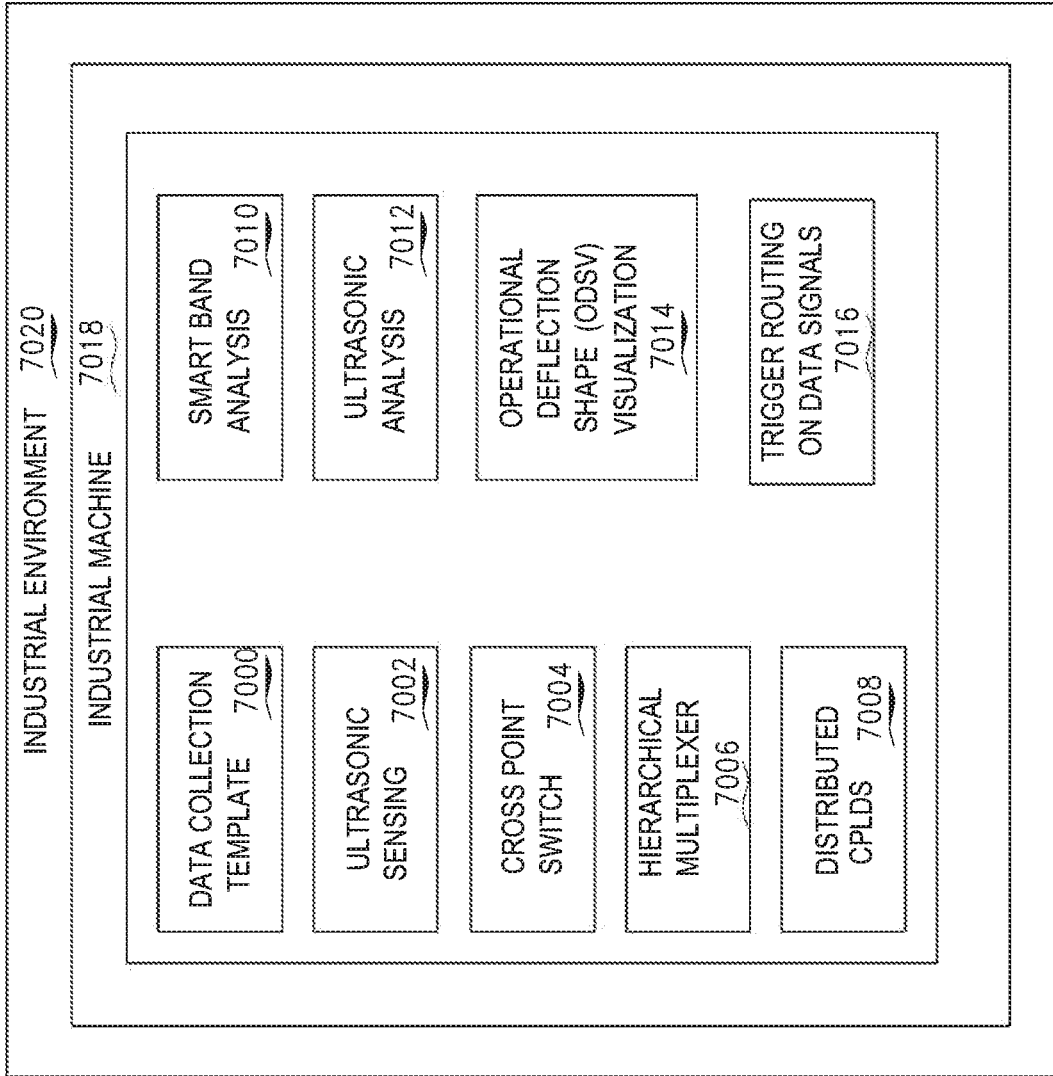 INDUSTRIAL ENVIRONMENT 7020
INDUSTRIAL MACHINE 7018
DATA COLLECTION
TEMPLATE 7000
ULTRASONIC
SENSING 7002
CROSS POINT
SWITCH 7004
HIERARCHICAL
MULTIPLEXER
7006
DISTRIBUTED
CPLDS 7008
SMART BAND
ANALYSIS 7010
ULTRASONIC
ANALYSIS 7012
OPERATIONAL
DEFLECTION
SHAPE (ODSV)
VISUALIZATION
7014
TRIGGER ROUTING
ON DATA SIGNALS
7016